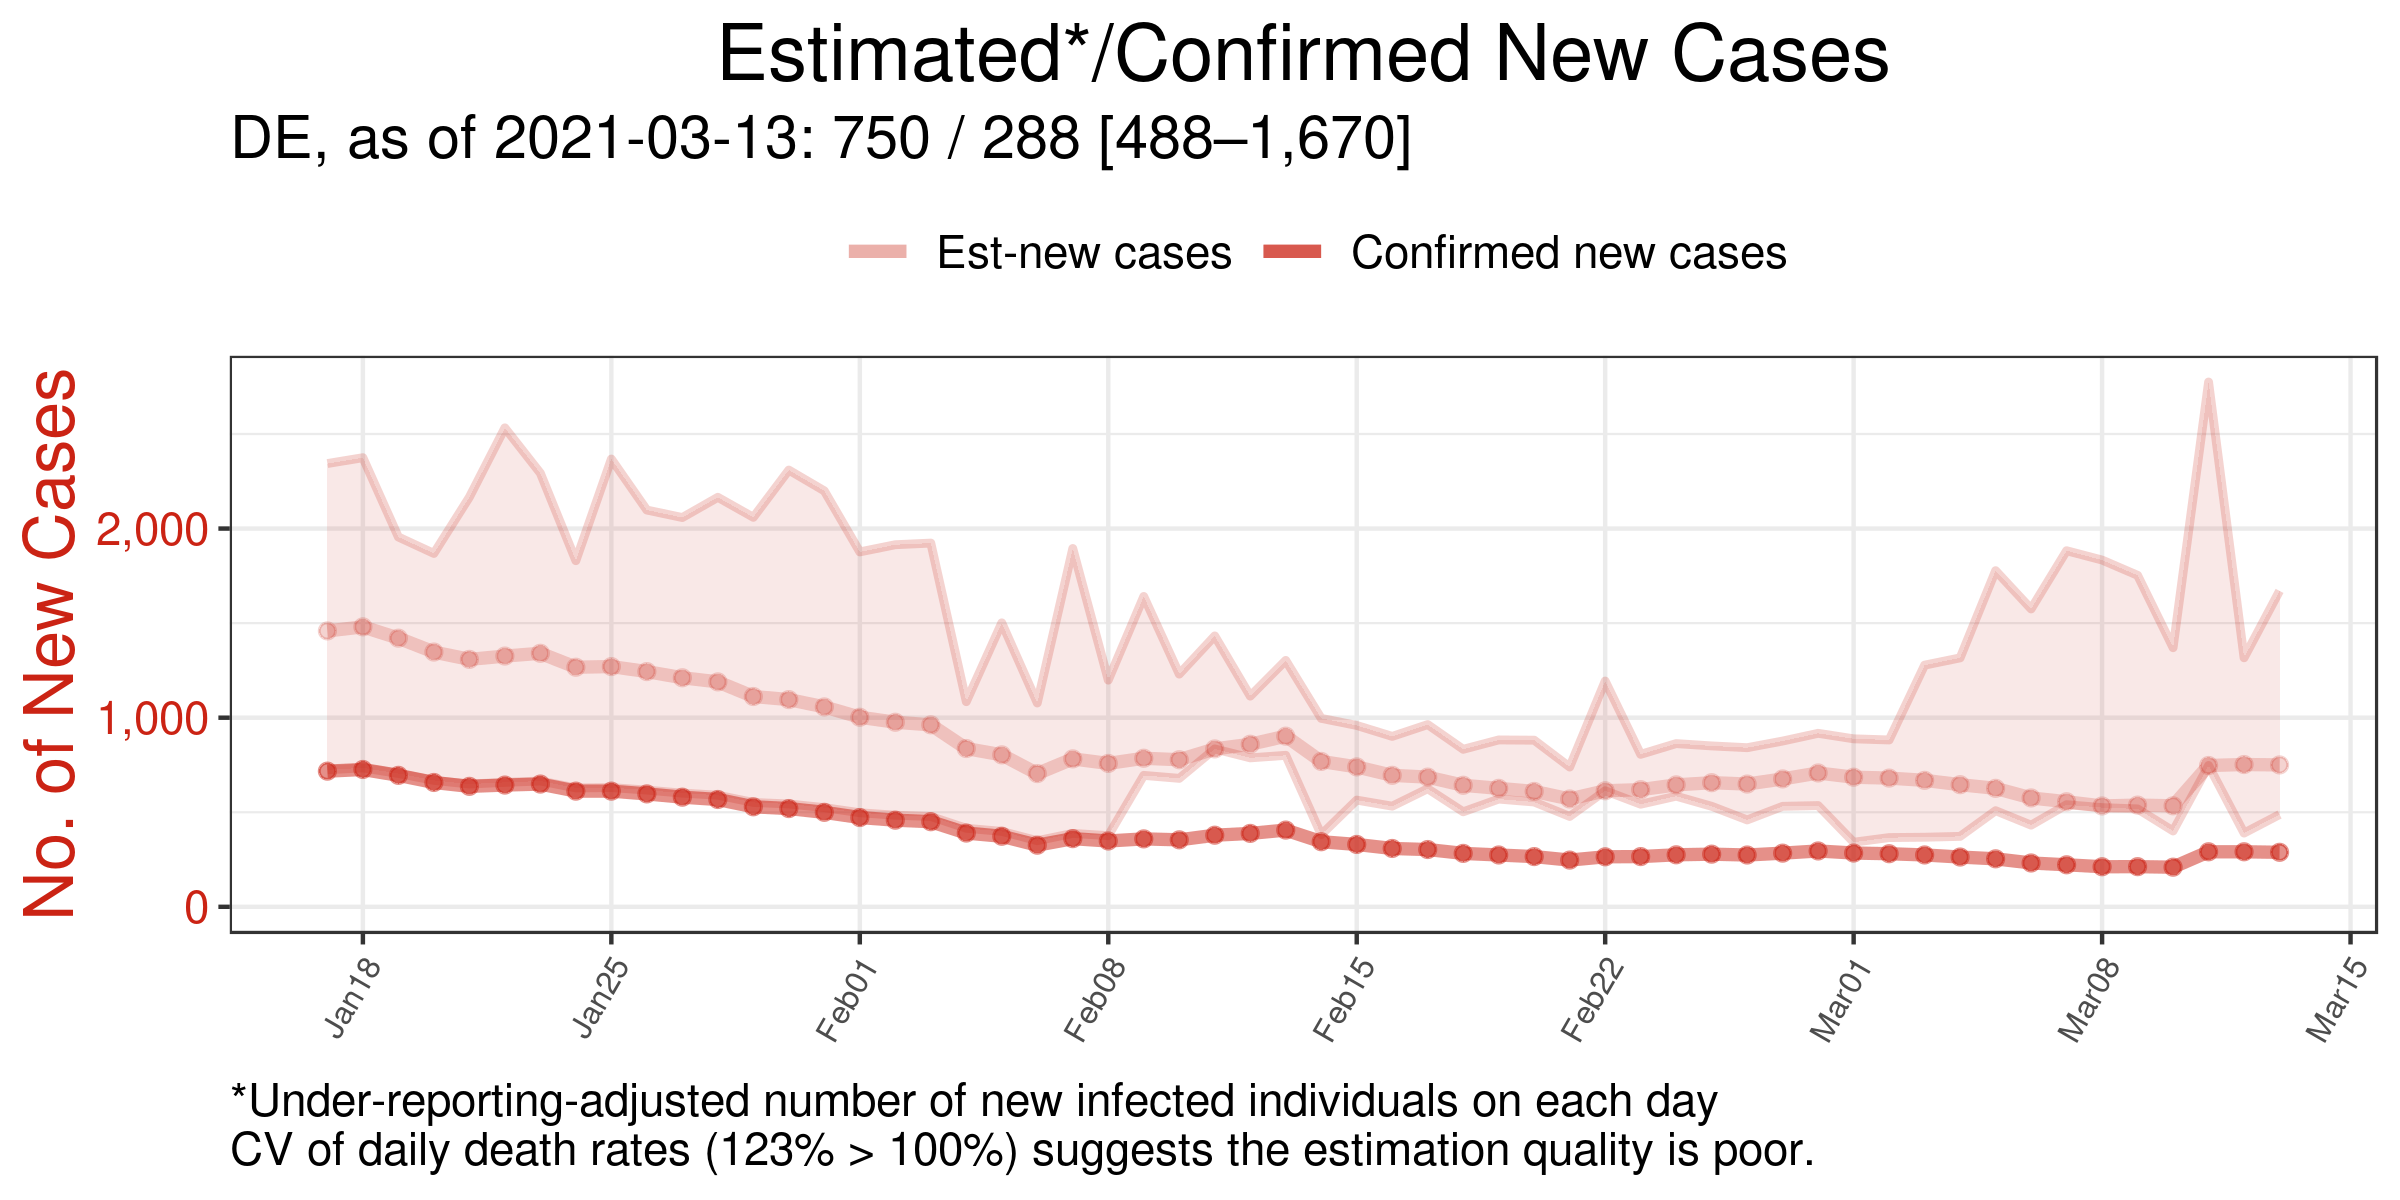 Estimated*/Confirmed New Cases
DE, as of 2021-03-13: 750 / 288 [488–1,670]
Est-new cases
Confirmed new cases
No. of New Cases
2,000
1,000
0
Jan18
Jan25
Feb01
Feb08
Feb15
Feb22
Mar01
Mar08
Mar15
*Under-reporting-adjusted number of new infected individuals on each day
CV of daily death rates (123% > 100%) suggests the estimation quality is poor.